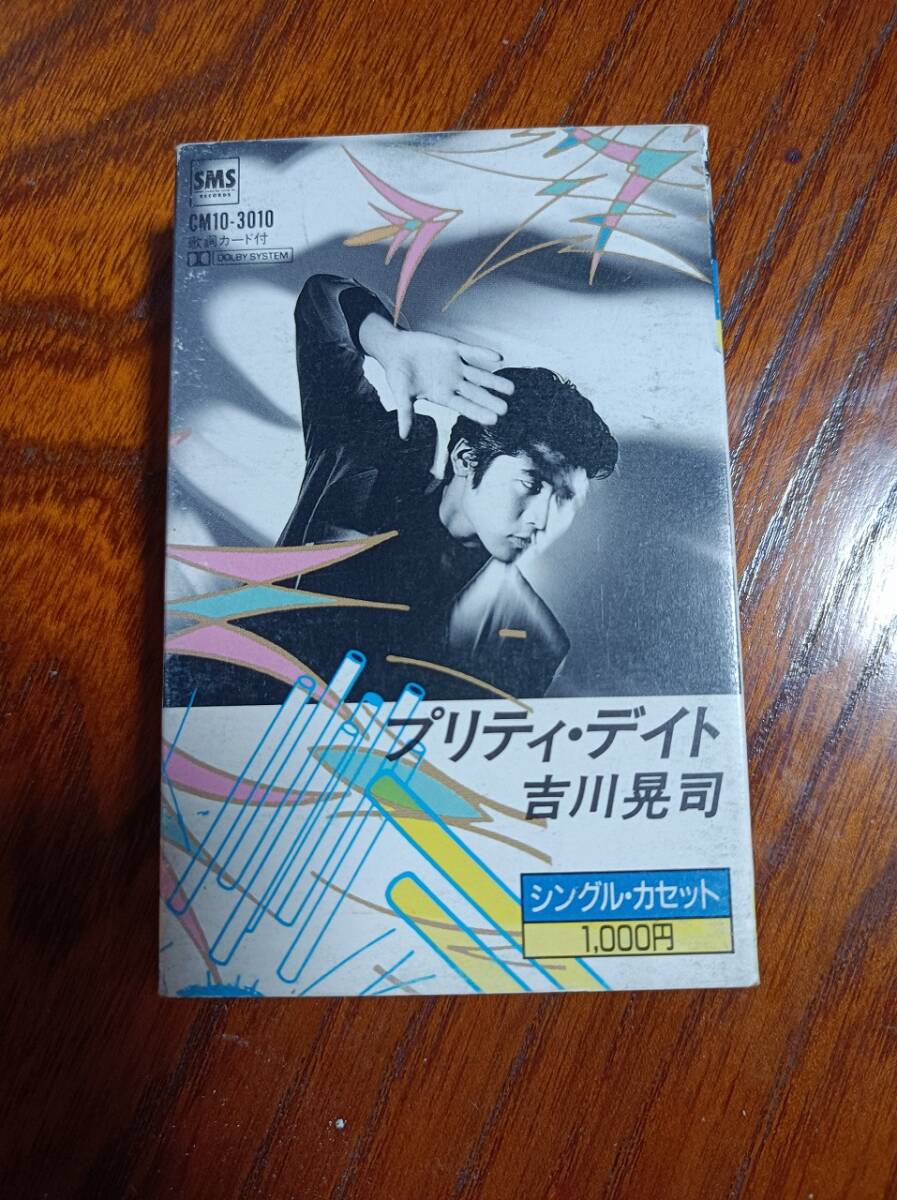 SMS
RECORDS
CM10-3010
歌詞カード付
DOLBY SYSTEM
プリティ・デイト
吉川晃司
シングル・カセット
1,000円